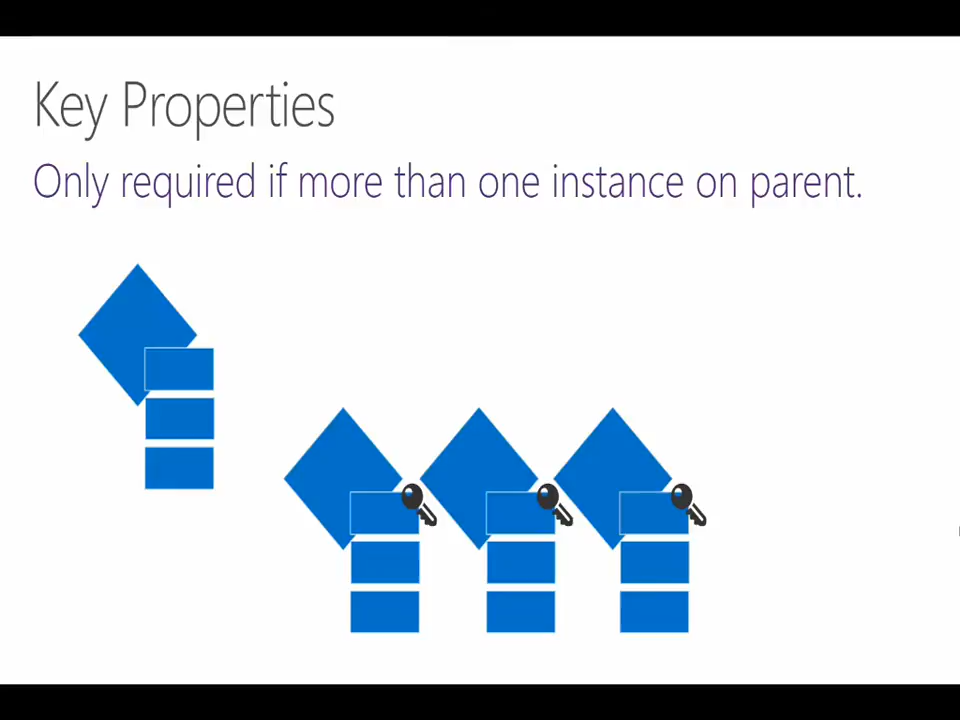 Key Properties
Only required if more than one instance on parent.